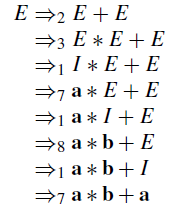 E ⇒₂ E + E
⇒₃ E ∗ E + E
⇒₁ I ∗ E + E
⇒₇ a ∗ E + E
⇒₁ a ∗ I + E
⇒₈ a ∗ b + E
⇒₁ a ∗ b + I
⇒₇ a ∗ b + a